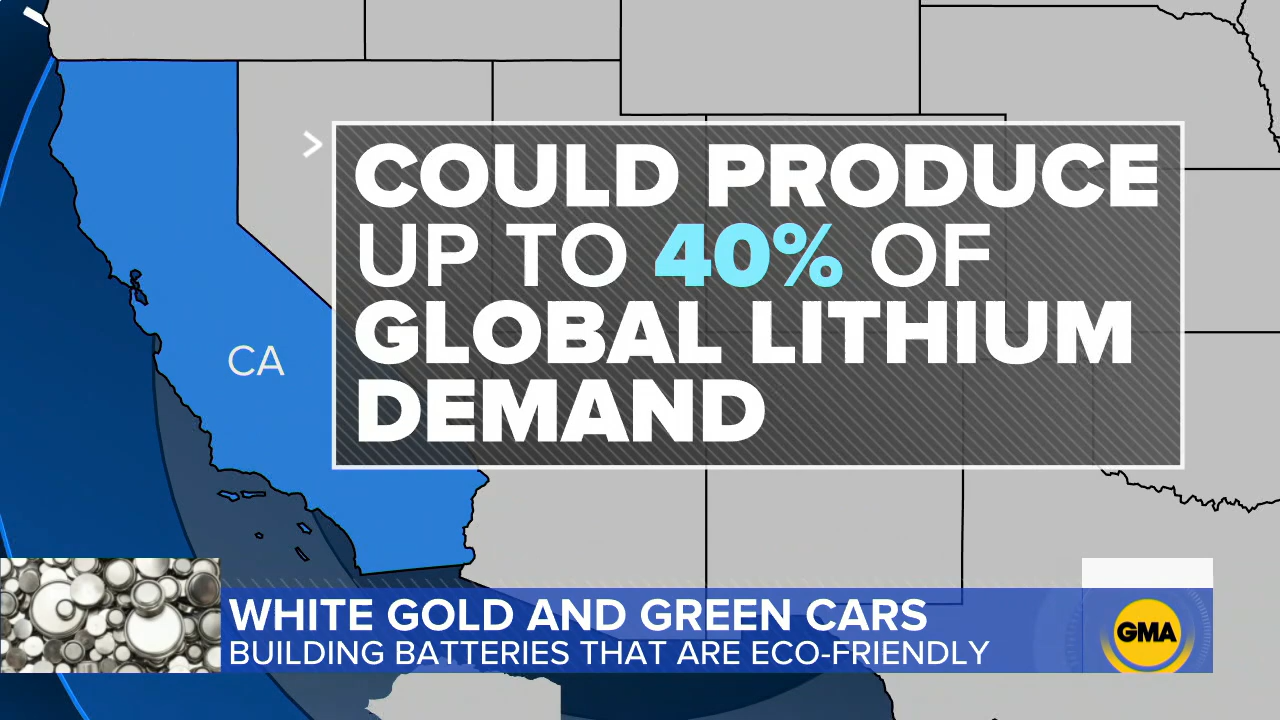 COULD PRODUCE
UP TO 40% OF
GLOBAL LITHIUM
DEMAND
CA
WHITE GOLD AND GREEN CARS
BUILDING BATTERIES THAT ARE ECO-FRIENDLY
GMA